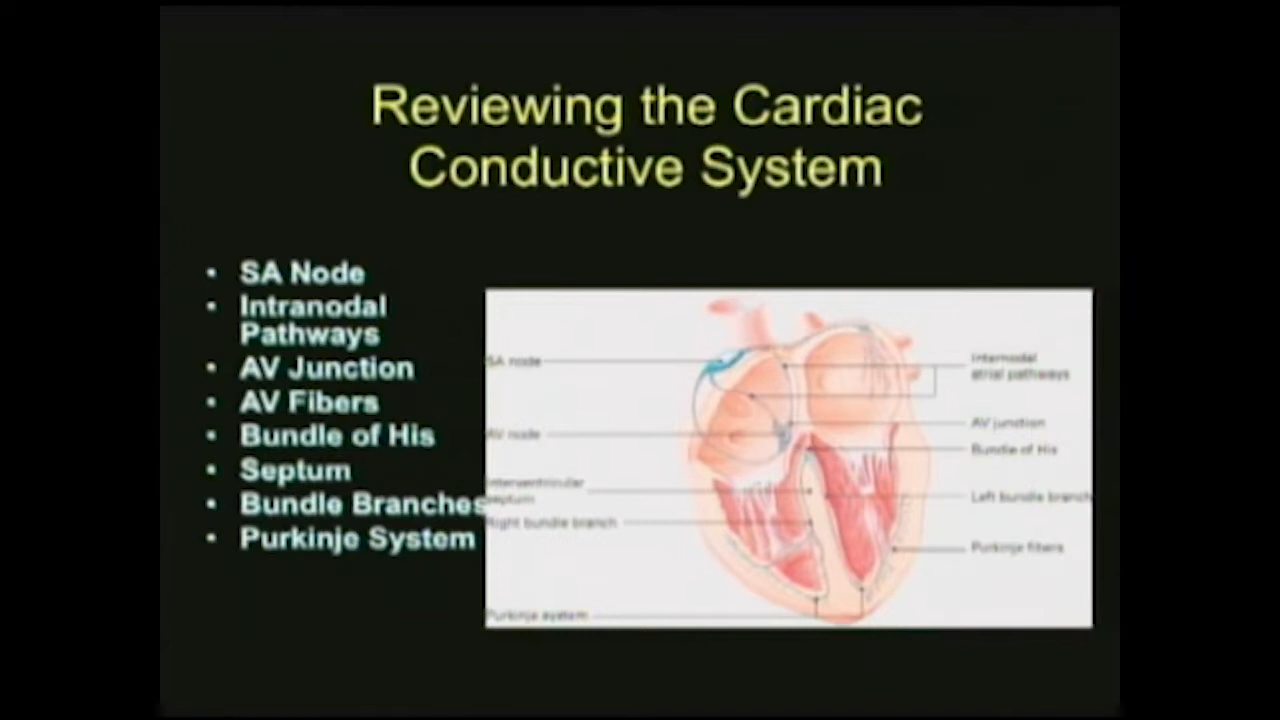 Reviewing the Cardiac
Conductive System
• SA Node
• Intranodal
Pathways
• AV Junction
• AV Fibers
• Bundle of His
• Septum
• Bundle Branches
• Purkinje System
SA node
AV node
Interventricular
septum
Right bundle branch
Purkinje system
Internodal
atrial pathways
AV junction
Bundle of His
Left bundle branch
Purkinje fibers